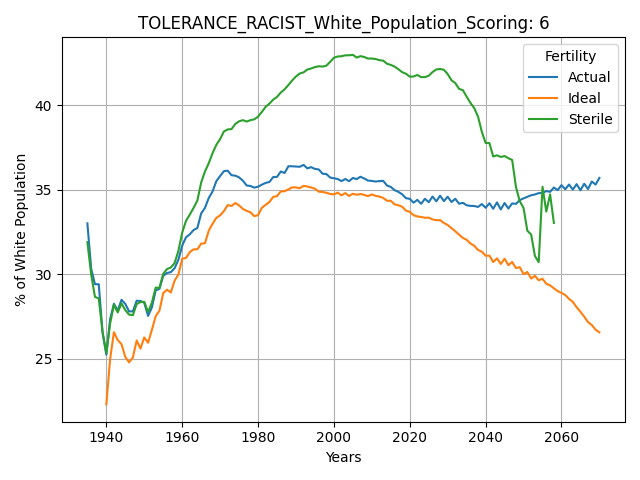 TOLERANCE_RACIST_White_Population_Scoring: 6
Fertility
Actual
Ideal
Sterile
% of White Population
40
35
30
25
1940 1960 1980 2000 2020 2040 2060
Years